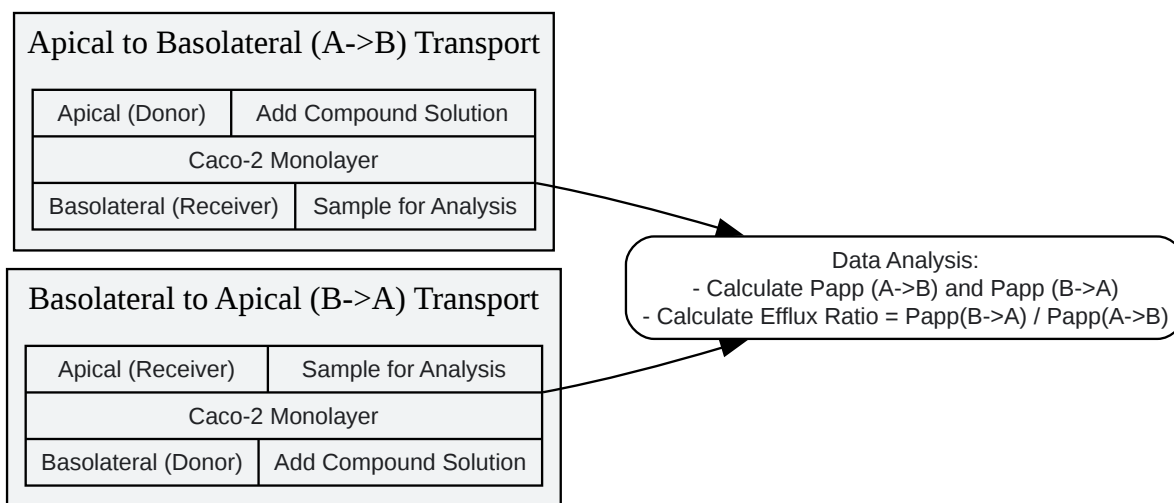 Apical to Basolateral (A->B) Transport
Apical (Donor) Add Compound Solution
Caco-2 Monolayer
Basolateral (Receiver) Sample for Analysis
Basolateral to Apical (B->A) Transport
Apical (Receiver) Sample for Analysis
Caco-2 Monolayer
Basolateral (Donor) Add Compound Solution
Data Analysis:
- Calculate Papp (A->B) and Papp (B->A)
- Calculate Efflux Ratio = Papp(B->A) / Papp(A->B)